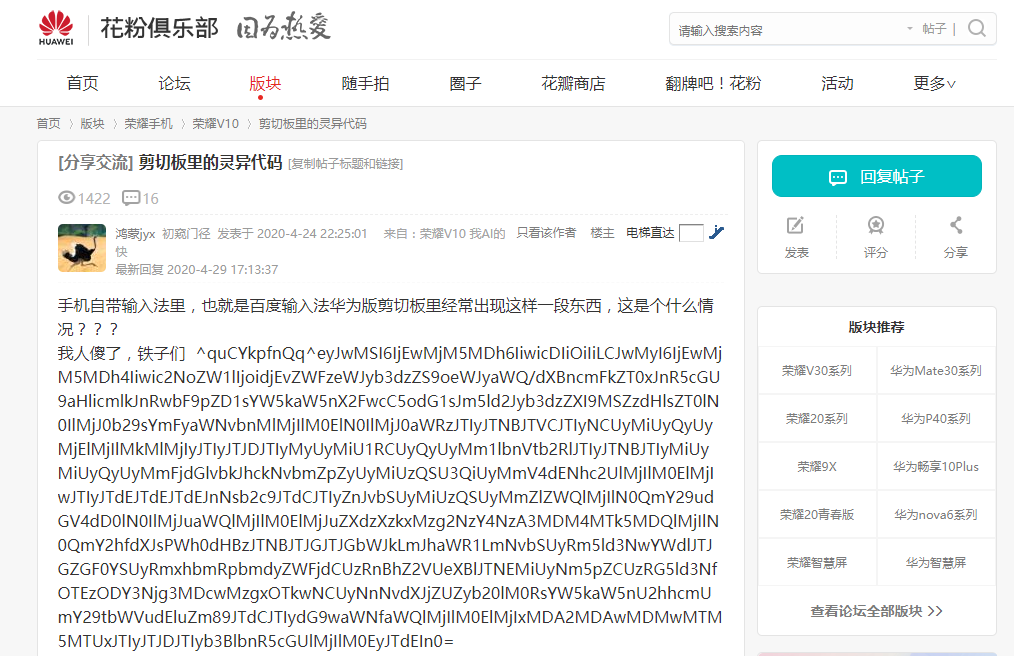 HUAWEI
花粉俱乐部 因为热爱
请输入搜索内容 帖子 |
首页 论坛 版块 随手拍 圈子 花瓣商店 翻牌吧！花粉 活动 更多
首页 〉 版块 〉 荣耀手机 〉 荣耀V10 〉 剪切板里的灵异代码
[分享交流] 剪切板里的灵异代码 [复制帖子标题和链接]
1422 16
鸿蒙jyx 初窥门径 发表于 2020-4-24 22:25:01 来自：荣耀V10 我AI的 只看该作者 楼主 电梯直达
快
最新回复 2020-4-29 17:13:37
手机自带输入法里，也就是百度输入法华为版剪切板里经常出现这样一段东西，这是个什么情
况？？？
我人傻了，铁子们 ^quCYkpfnQq^eyJwMSI6IjEwMjM5MDh6IiwicDIiOiIiLCJwMyI6IjEwMj
M5MDh4Iiwic2NoZW1lIjoidjEvZWFzeWJyb3dzZS9oeWJyaWQ/dXBncmFkZT0xJnR5cGU
9aHlicmlkJnRwbF9pZD1sYW5kaW5nX2FwcC5odG1sJm5ld2Jyb3dzZXI9MSZzdHlsZT0lN
0IlMjJ0b29sYmFyaWNvbnMlMjIlM0ElN0IlMjJ0aWRzJTIyJTNBJTVCJTIyNCUyMiUyQyUy
MjElMjIlMkMlMjIyJTIyJTJDJTIyMyUyMiU1RCUyQyUyMm1lbnVtb2RlJTIyJTNBJTIyMiUy
MiUyQyUyMmFjdGlvbkJhckNvbmZpZyUyMiUzQSU3QiUyMmV4dENhc2UlMjIlM0ElMjI
wJTIyJTdEJTdEJTdEJnNsb2c9JTdCJTIyZnJvbSUyMiUzQSUyMmZlZWQlMjIlN0QmY29ud
GV4dD0lN0IlMjJuaWQlMjIlM0ElMjJuZXdzXzkxMzg2NzY4NzA3MDM4MTk5MDQlMjIlN
0QmY2hfdXJsPWh0dHBzJTNBJTJGJTJGbWJkLmJhaWR1LmNvbSUyRm5ld3NwYWdlJTJ
GZGF0YSUyRmxhbmRpbmdyZWFjdCUzRnBhZ2VUeXBlJTNEMiUyNm5pZCUzRG5ld3Nf
OTEzODY3Njg3MDcwMzgxOTkwNCUyNnNvdXJjZUZyb20lM0RsYW5kaW5nU2hhcmU
mY29tbWVudEluZm89JTdCJTIydG9waWNfaWQlMjIlM0ElMjIxMDA2MDAwMDMwMTM
5MTUxJTIyJTJDJTIyb3BlbnR5cGUlMjIlM0EyJTdEIn0=
回复帖子
发表 评分 分享
版块推荐
荣耀V30系列 华为Mate30系列
荣耀20系列 华为P40系列
荣耀9X 华为畅享10Plus
荣耀20青春版 华为nova6系列
荣耀智慧屏 华为智慧屏
查看论坛全部版块 >>